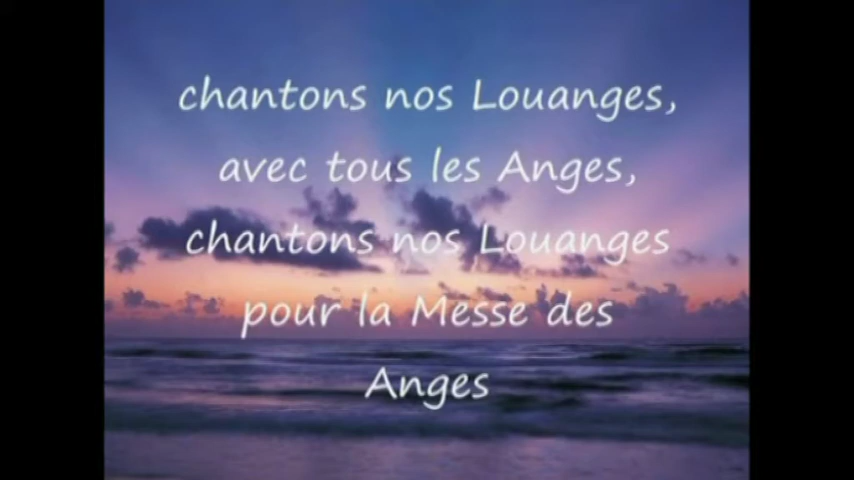 chantons nos Louanges,
avec tous les Anges,
chantons nos Louanges
pour la Messe des
Anges